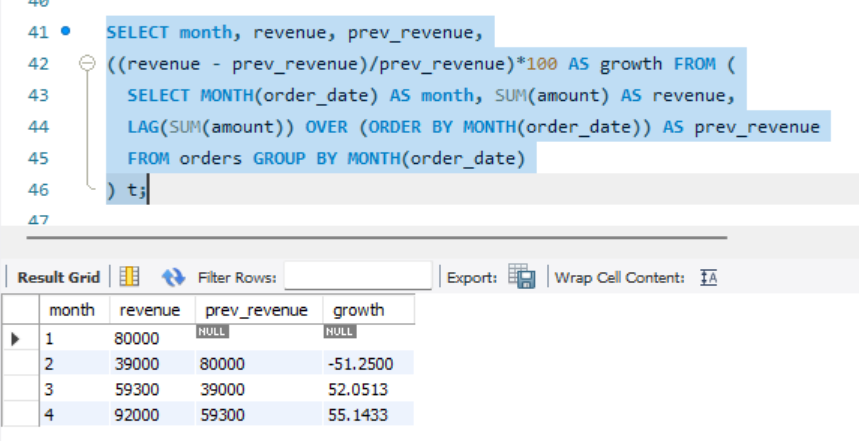 40
41 SELECT month, revenue, prev_revenue,
42 ((revenue - prev_revenue)/prev_revenue)*100 AS growth FROM (
43 SELECT MONTH(order_date) AS month, SUM(amount) AS revenue,
44 LAG(SUM(amount)) OVER (ORDER BY MONTH(order_date)) AS prev_revenue
45 FROM orders GROUP BY MONTH(order_date)
46 ) t;
47
Result Grid Filter Rows: Export: Wrap Cell Content: IA
month revenue prev_revenue growth
1 80000 NULL NULL
2 39000 80000 -51.2500
3 59300 39000 52.0513
4 92000 59300 55.1433